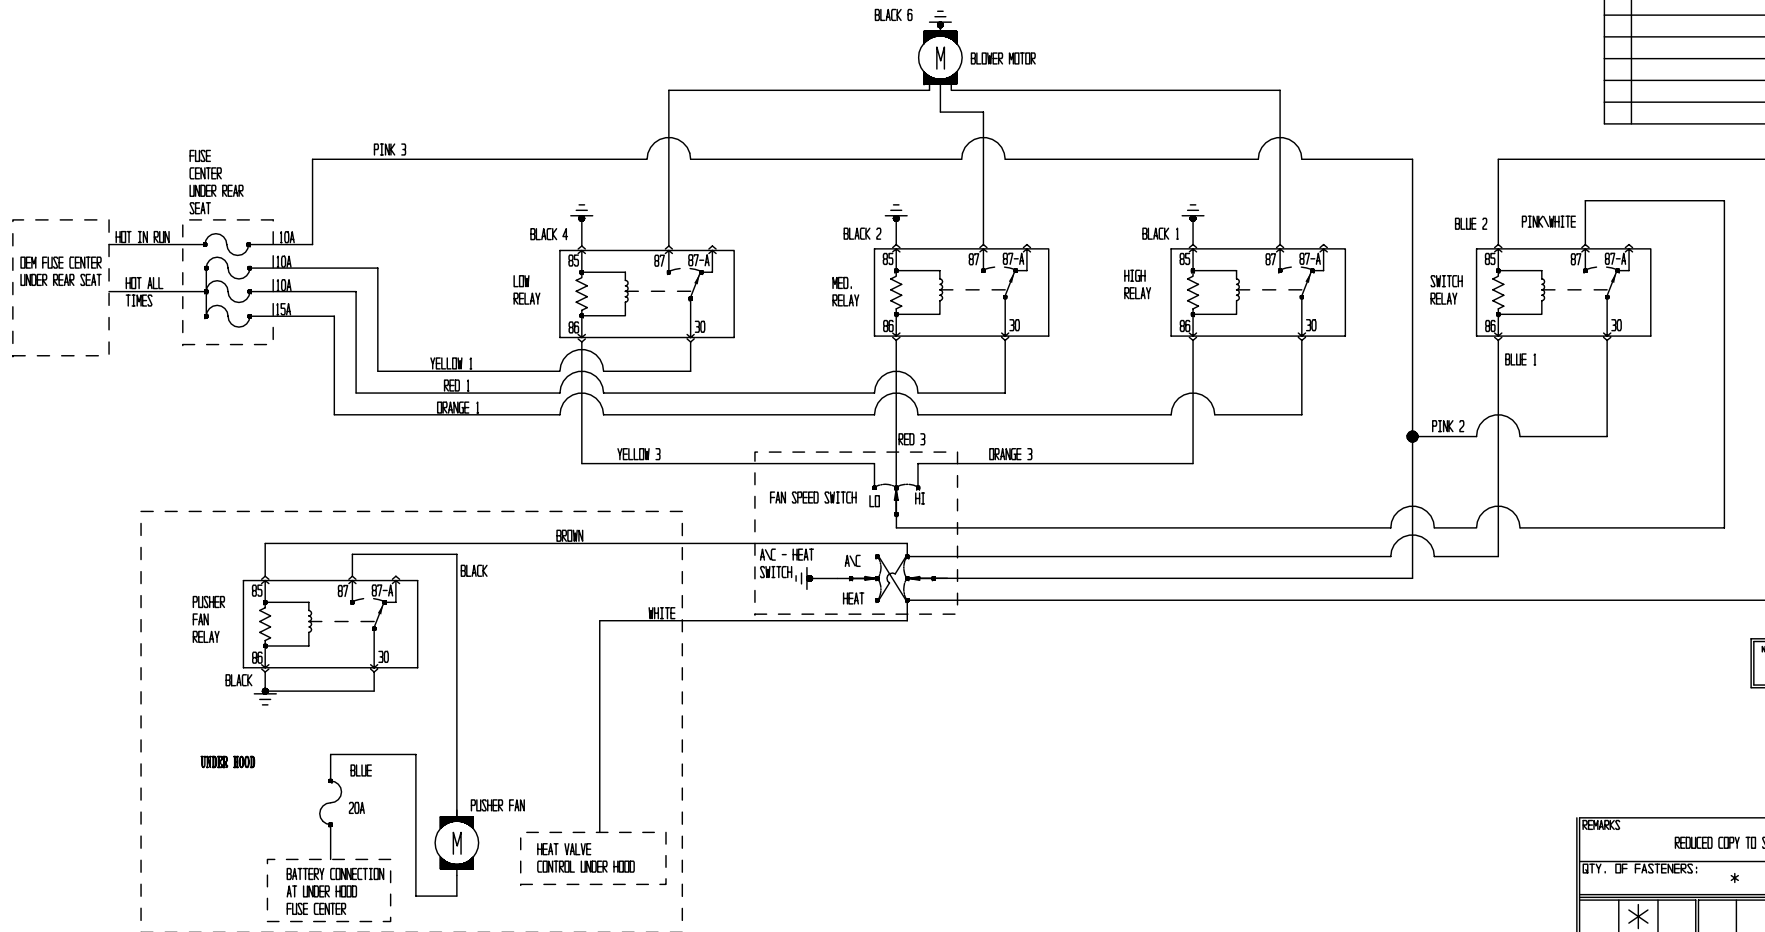 BLACK 6
M
BLOWER MOTOR
FUSE
CENTER
UNDER REAR
SEAT
PINK 3
OEM FUSE CENTER
UNDER REAR SEAT
HOT IN RUN
HOT ALL
TIMES
10A
10A
10A
15A
BLACK 4
85
87
87-A
LOW
RELAY
86
30
BLACK 2
85
87
87-A
MED.
RELAY
86
30
BLACK 1
85
87
87-A
HIGH
RELAY
86
30
BLUE 2
PINK\WHITE
85
87
87-A
SWITCH
RELAY
86
30
BLUE 1
YELLOW 1
RED 1
ORANGE 1
PINK 2
YELLOW 3
RED 3
ORANGE 3
FAN SPEED SWITCH
LO
HI
BROWN
A\C - HEAT
SWITCH
A\C
HEAT
BLACK
85
87
87-A
PUSHER
FAN
RELAY
86
30
BLACK
WHITE
UNDER HOOD
BLUE
20A
PUSHER FAN
M
BATTERY CONNECTION
AT UNDER HOOD
FUSE CENTER
HEAT VALVE
CONTROL UNDER HOOD
REMARKS
REDUCED COPY TO S
QTY. OF FASTENERS:
*